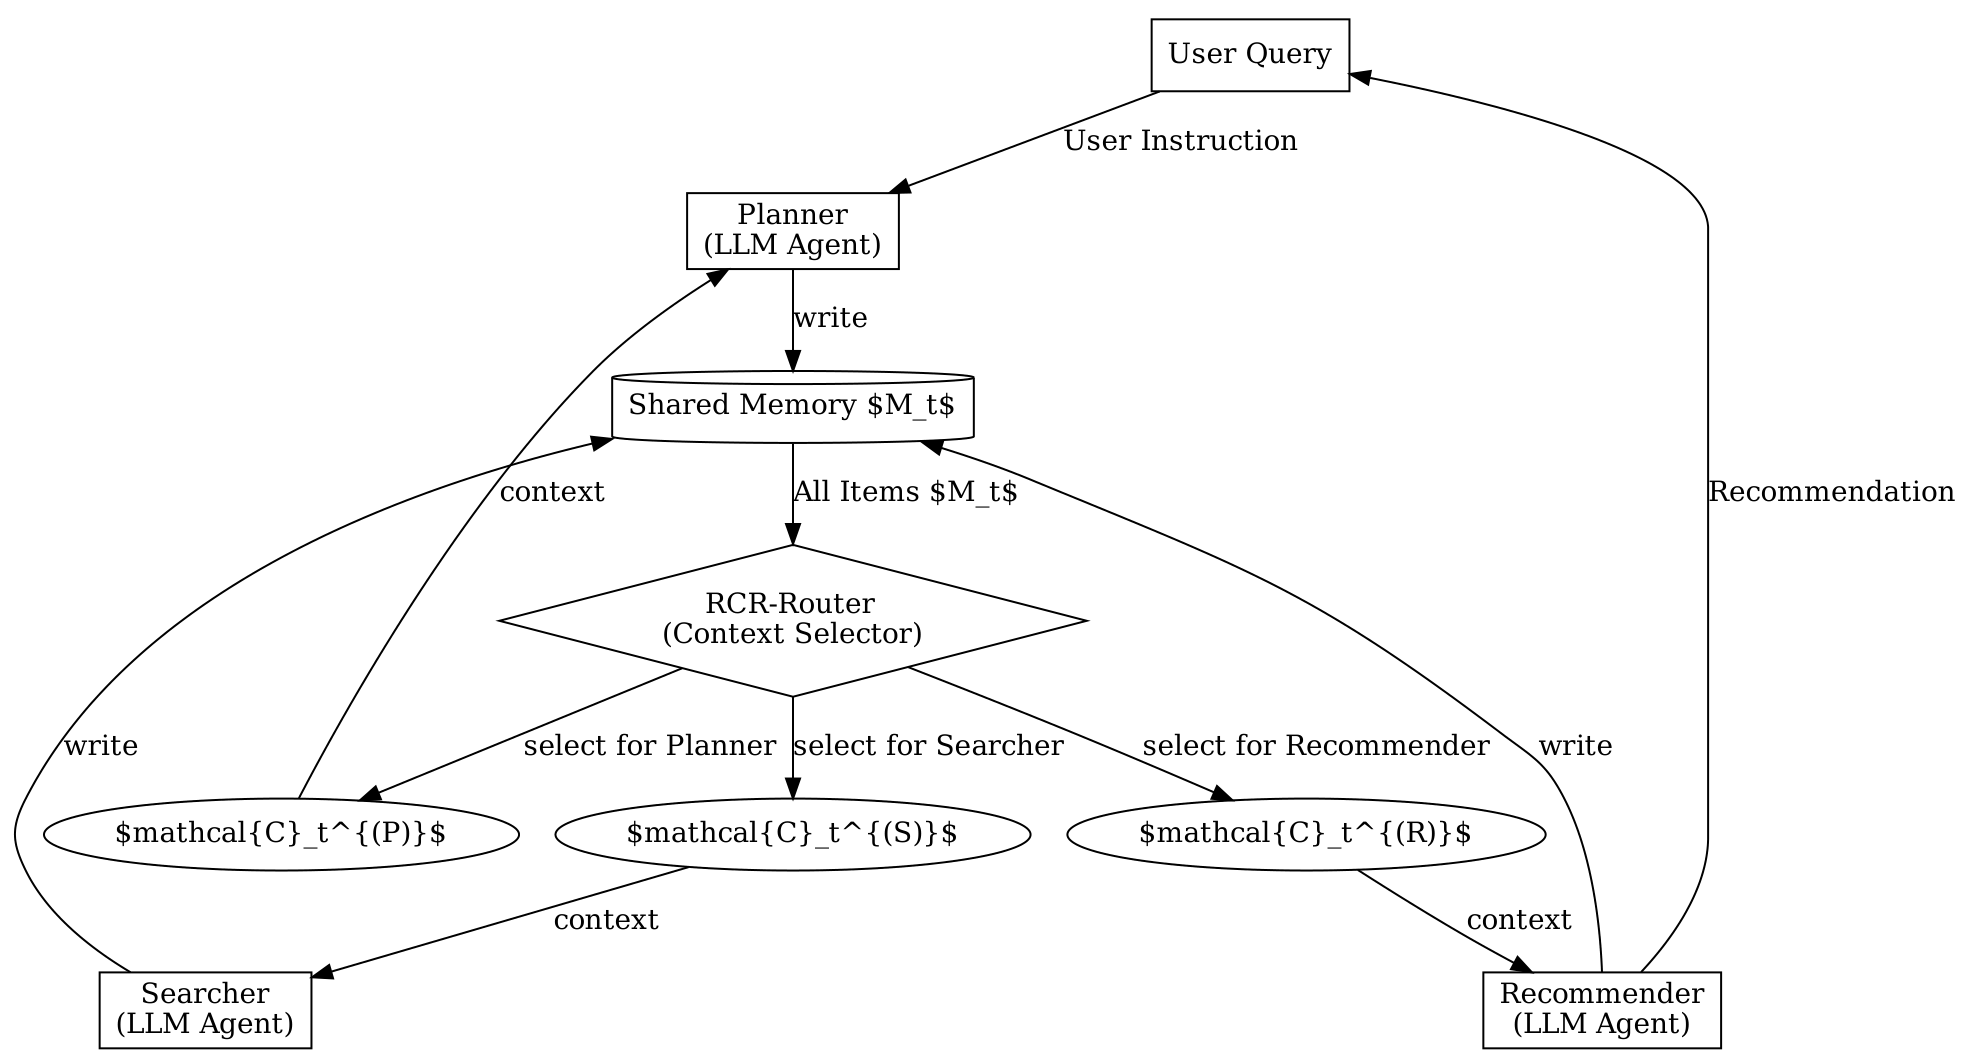 User Query
User Instruction
Planner
(LLM Agent)
write
Shared Memory $M_t$
context
All Items $M_t$
Recommendation
RCR-Router
(Context Selector)
write
select for Planner
select for Searcher
select for Recommender
write
$mathcal{C}_t^{(P)}$
$mathcal{C}_t^{(S)}$
$mathcal{C}_t^{(R)}$
context
context
Searcher
(LLM Agent)
Recommender
(LLM Agent)